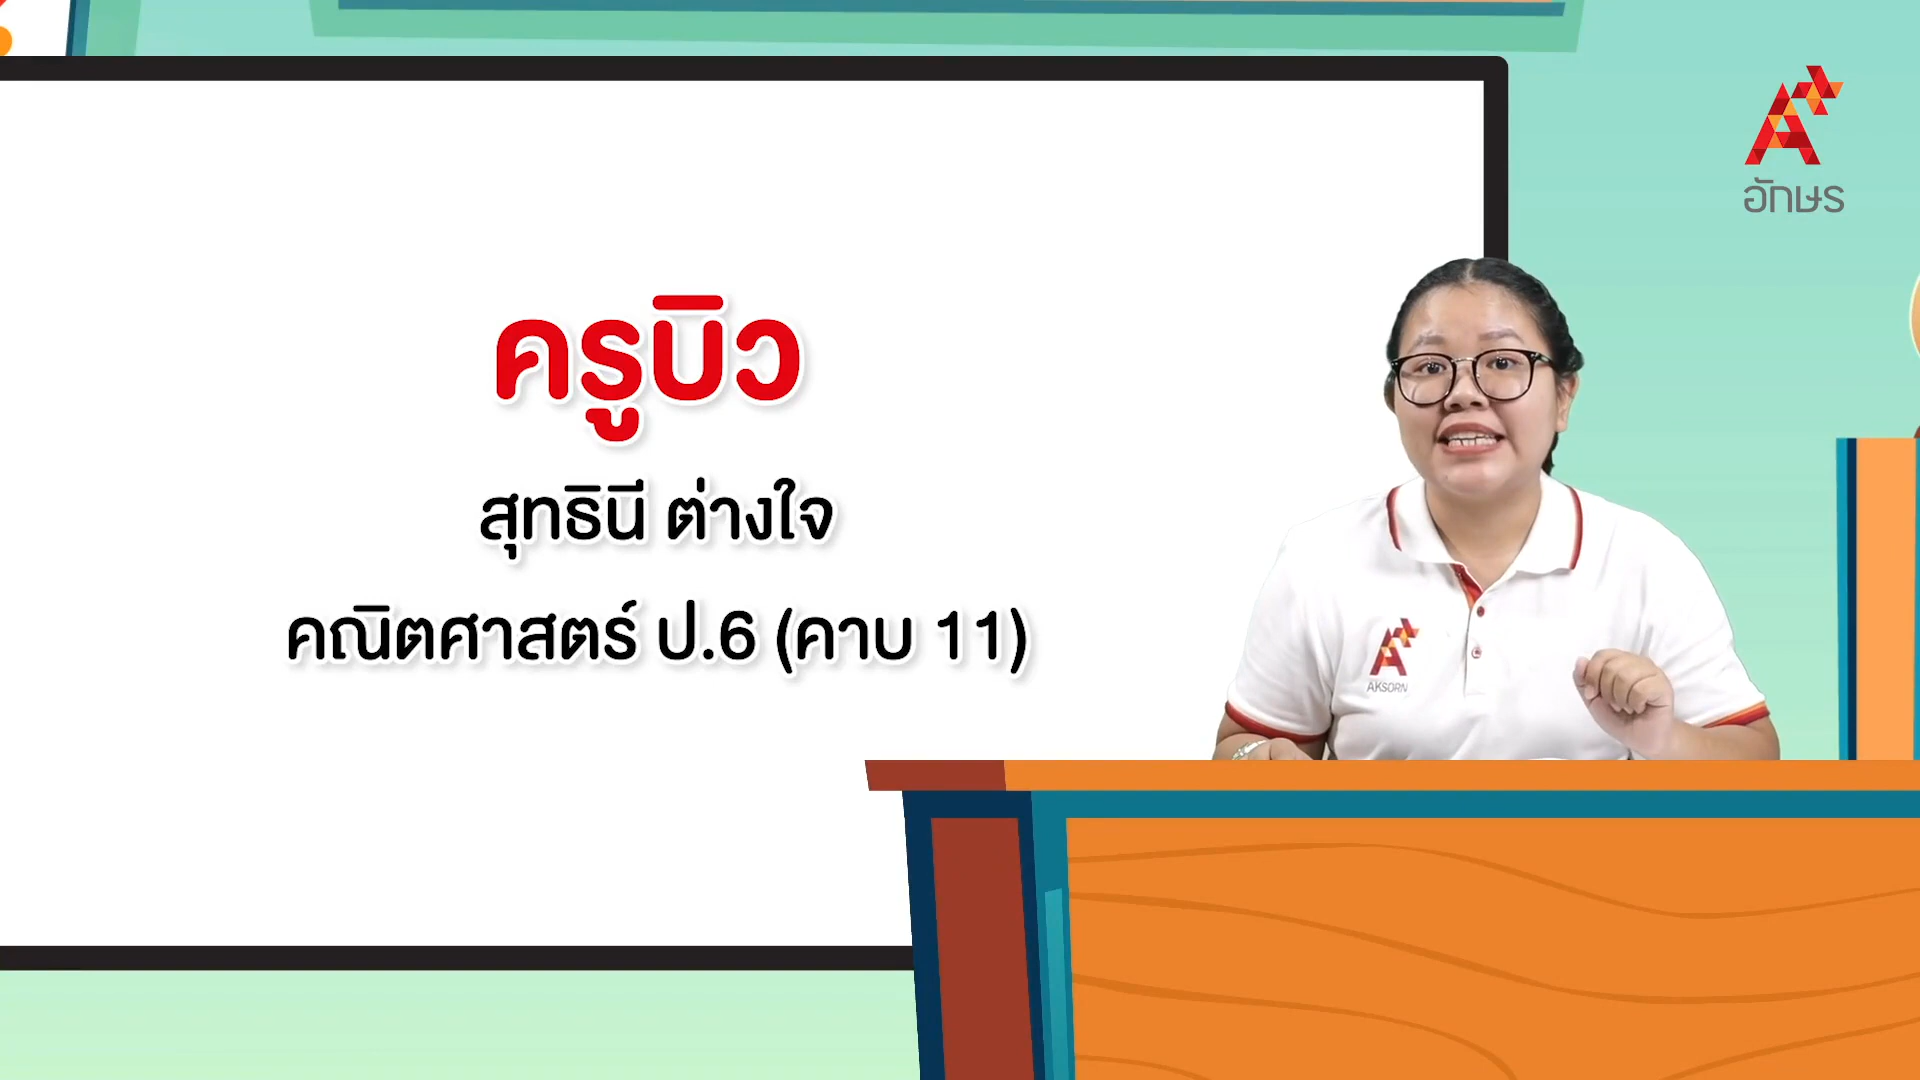 อักษร
ครูบิว
สุทธินี ต่างใจ
คณิตศาสตร์ ป.6 (คาบ 11)
AKSORN